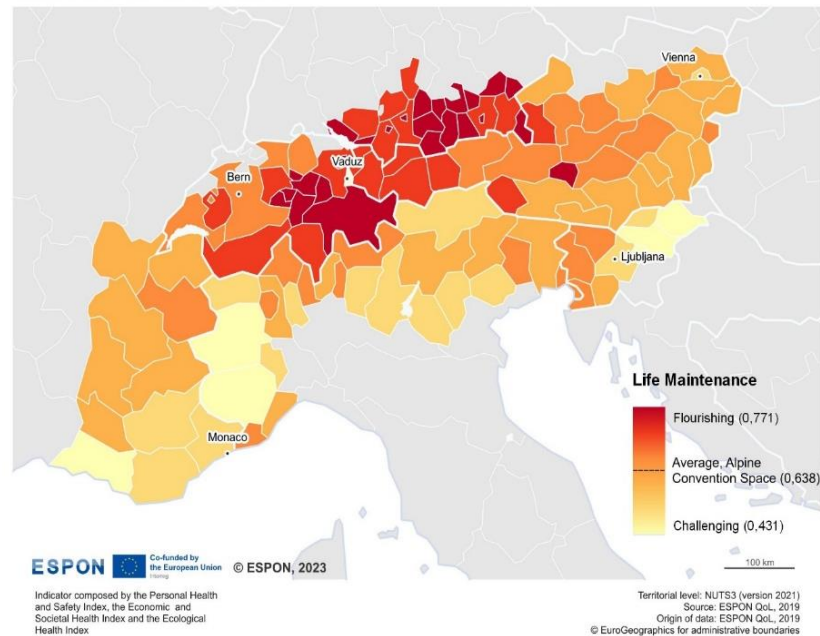 Vienna
Vaduz
Bern
Ljubljana
Monaco
Life Maintenance
Flourishing (0,771)
Average, Alpine
Convention Space (0,638)
Challenging (0,431)
100 km
ESPON
Co-funded by
the European Union
Interreg
© ESPON, 2023
Indicator composed by the Personal Health
and Safety Index, the Economic and
Societal Health Index and the Ecological
Health Index
Territorial level: NUTS3 (version 2021)
Source: ESPON QoL, 2019
Origin of data: ESPON QoL, 2019
© EuroGeographics for administrative boundaries